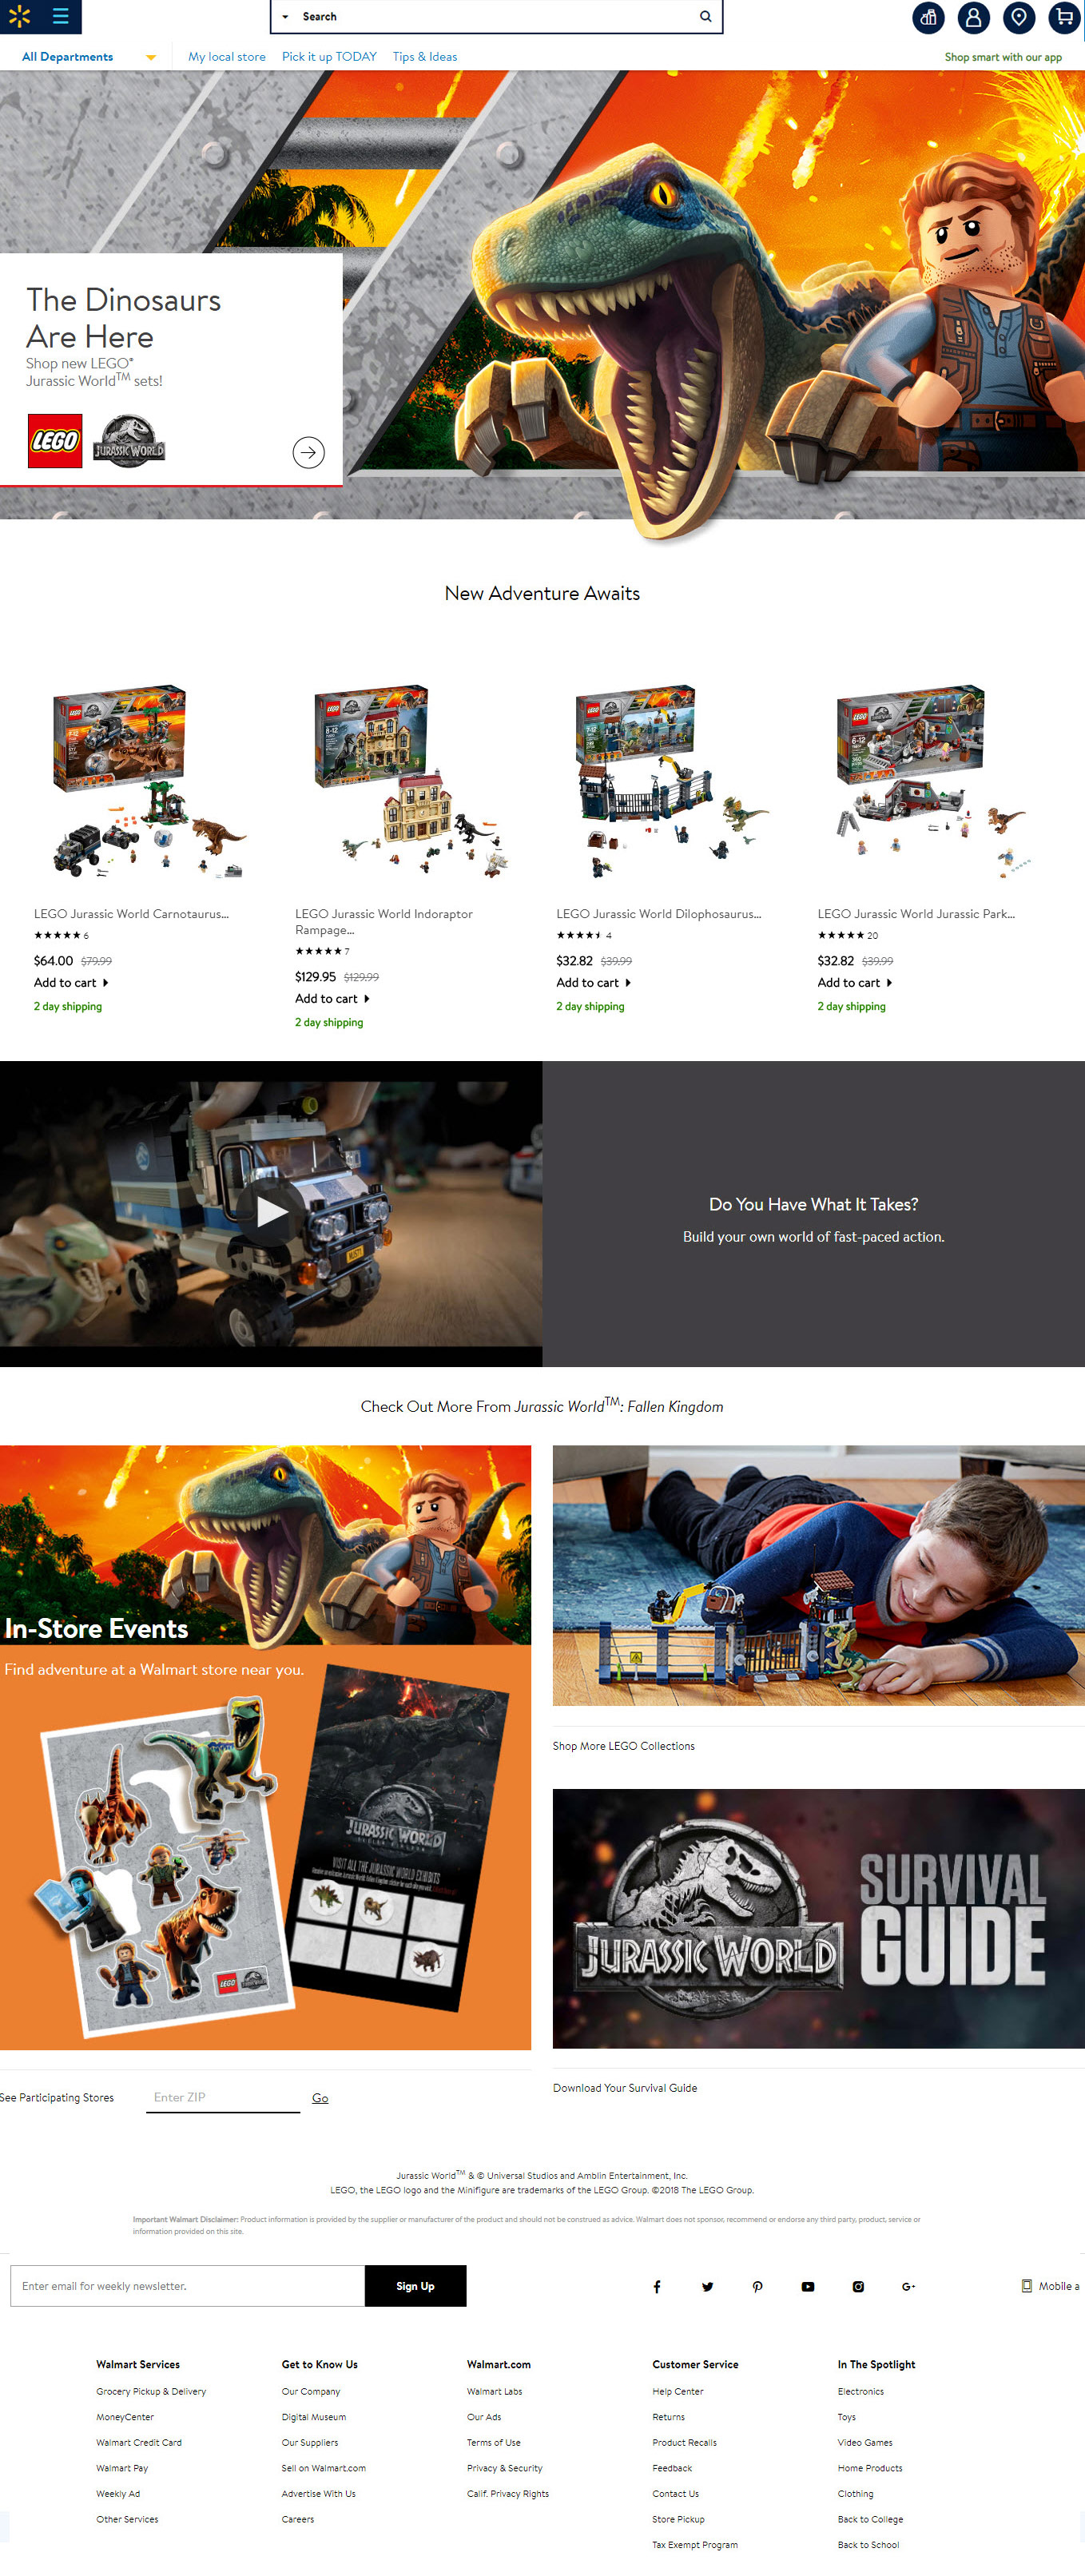 Search
All Departments
My local store
Pick it up TODAY
Tips & Ideas
Shop smart with our app
The Dinosaurs
Are Here
Shop new LEGO®
Jurassic World™ sets!
LEGO
JURASSIC WORLD
New Adventure Awaits
LEGO Jurassic World Carnotaurus...
6
$64.00 $79.99
Add to cart
2 day shipping
LEGO Jurassic World Indoraptor
Rampage...
7
$129.95 $129.99
Add to cart
2 day shipping
LEGO Jurassic World Dilophosaurus...
4
$32.82 $39.99
Add to cart
2 day shipping
LEGO Jurassic World Jurassic Park...
20
$32.82 $39.99
Add to cart
2 day shipping
Do You Have What It Takes?
Build your own world of fast-paced action.
Check Out More From Jurassic World™: Fallen Kingdom
In-Store Events
Find adventure at a Walmart store near you.
JURASSIC WORLD
VISIT ALL THE JURASSIC WORLD EXHIBITS
LEGO
Shop More LEGO Collections
JURASSIC WORLD
SURVIVAL
GUIDE
See Participating Stores
Enter ZIP
Go
Download Your Survival Guide
Jurassic World™ & © Universal Studios and Amblin Entertainment, Inc.
LEGO, the LEGO logo and the Minifigure are trademarks of the LEGO Group. ©2018 The LEGO Group.
Important Walmart Disclaimer: Product information is provided by the supplier or manufacturer of the product and should not be construed as advice. Walmart does not sponsor, recommend or endorse any third party, product, service or
information provided on this site.
Enter email for weekly newsletter.
Sign Up
Mobile a
Walmart Services
Grocery Pickup & Delivery
MoneyCenter
Walmart Credit Card
Walmart Pay
Weekly Ad
Other Services
Get to Know Us
Our Company
Digital Museum
Our Suppliers
Sell on Walmart.com
Advertise With Us
Careers
Walmart.com
Walmart Labs
Our Ads
Terms of Use
Privacy & Security
Calif. Privacy Rights
Customer Service
Help Center
Returns
Product Recalls
Feedback
Contact Us
Store Pickup
Tax Exempt Program
In The Spotlight
Electronics
Toys
Video Games
Home Products
Clothing
Back to College
Back to School